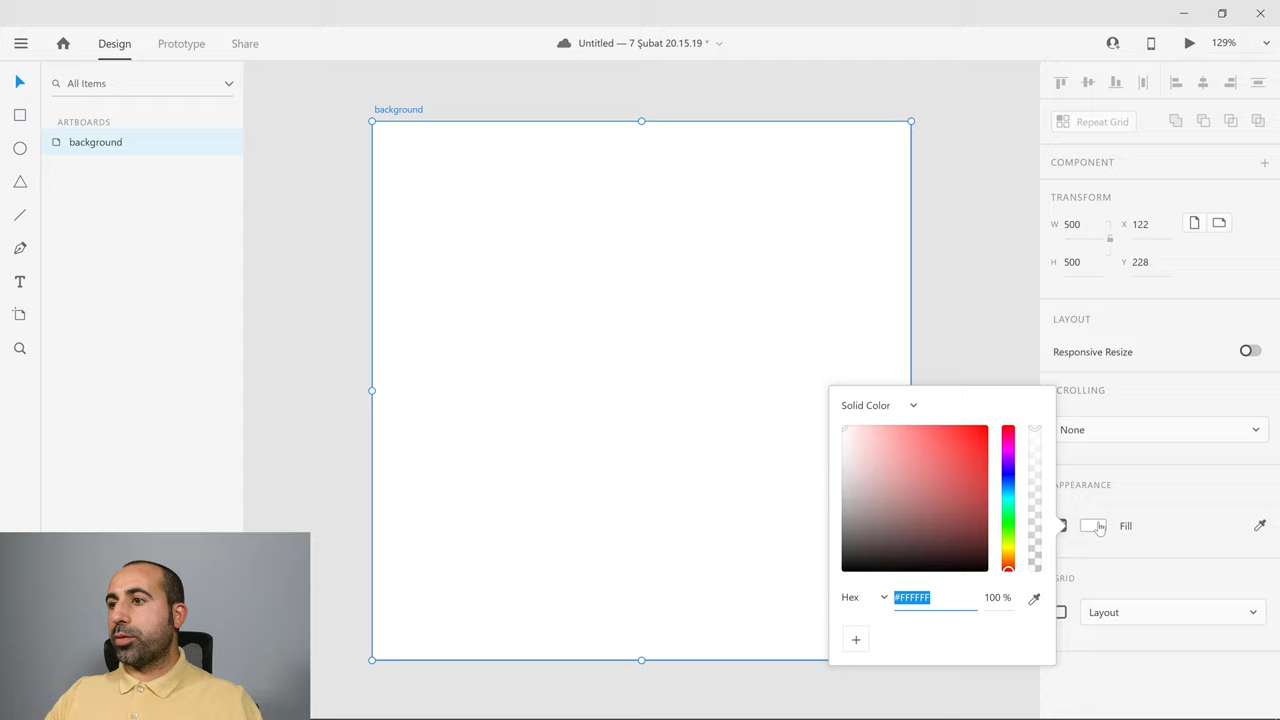 Design
Prototype
Share
Untitled — 7 Şubat 20.15.19 *
129%
All Items
ARTBOARDS
background
background
Repeat Grid
COMPONENT
TRANSFORM
W 500
X 122
H 500
Y 228
LAYOUT
Responsive Resize
CROLLING
None
APPEARANCE
Fill
GRID
Layout
Solid Color
Hex
#FFFFFF
100 %